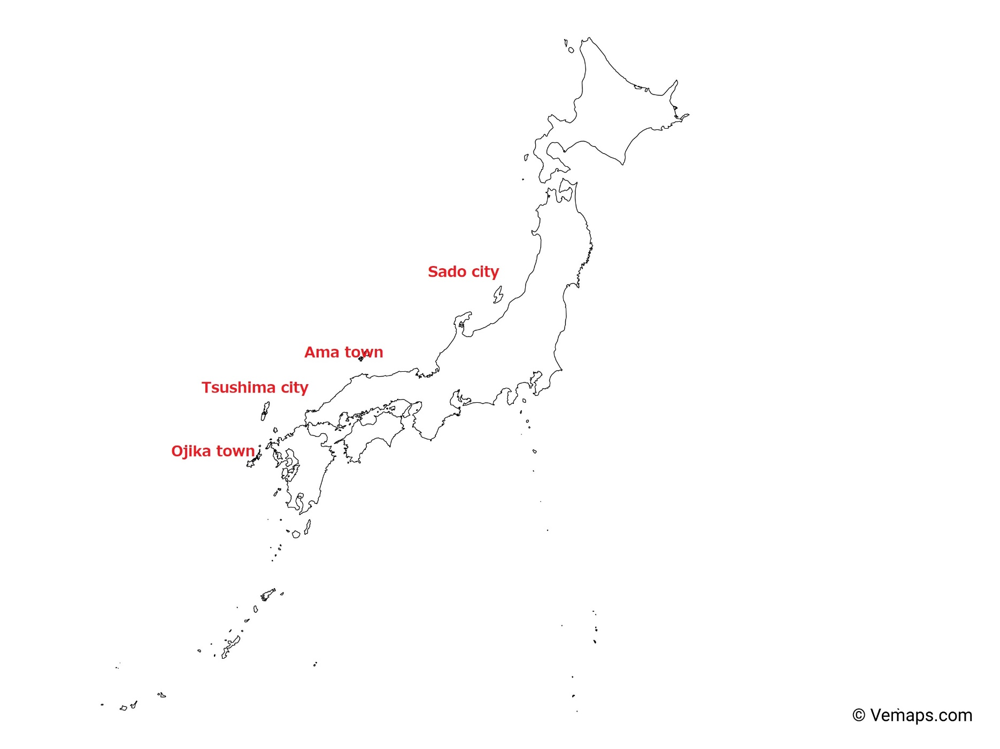 Sado city
Ama town
Tsushima city
Ojika town
© Vemaps.com